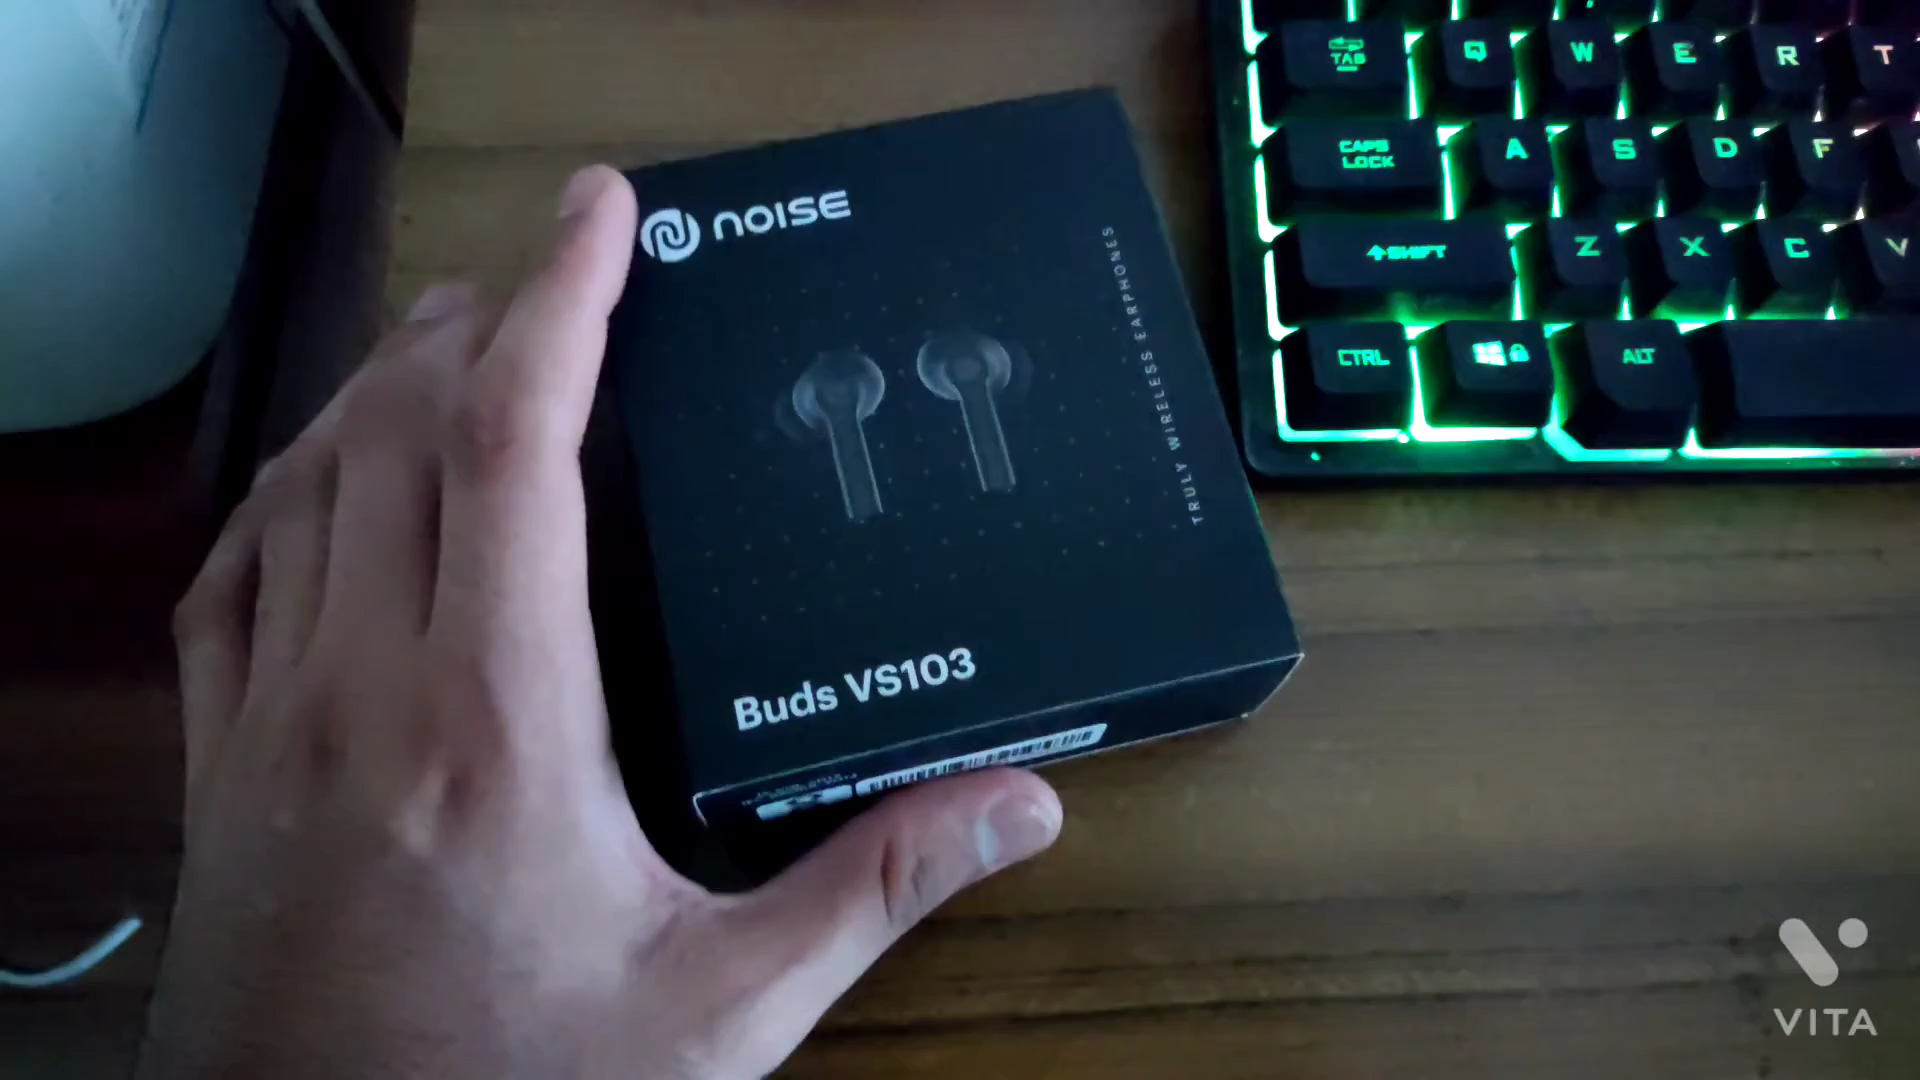 NOISE
TRULY WIRELESS EARPHONES
Buds VS103
TAB
Q
W
E
R
T
CAPS
LOCK
A
S
D
F
SHIFT
Z
X
C
V
CTRL
ALT
VITA